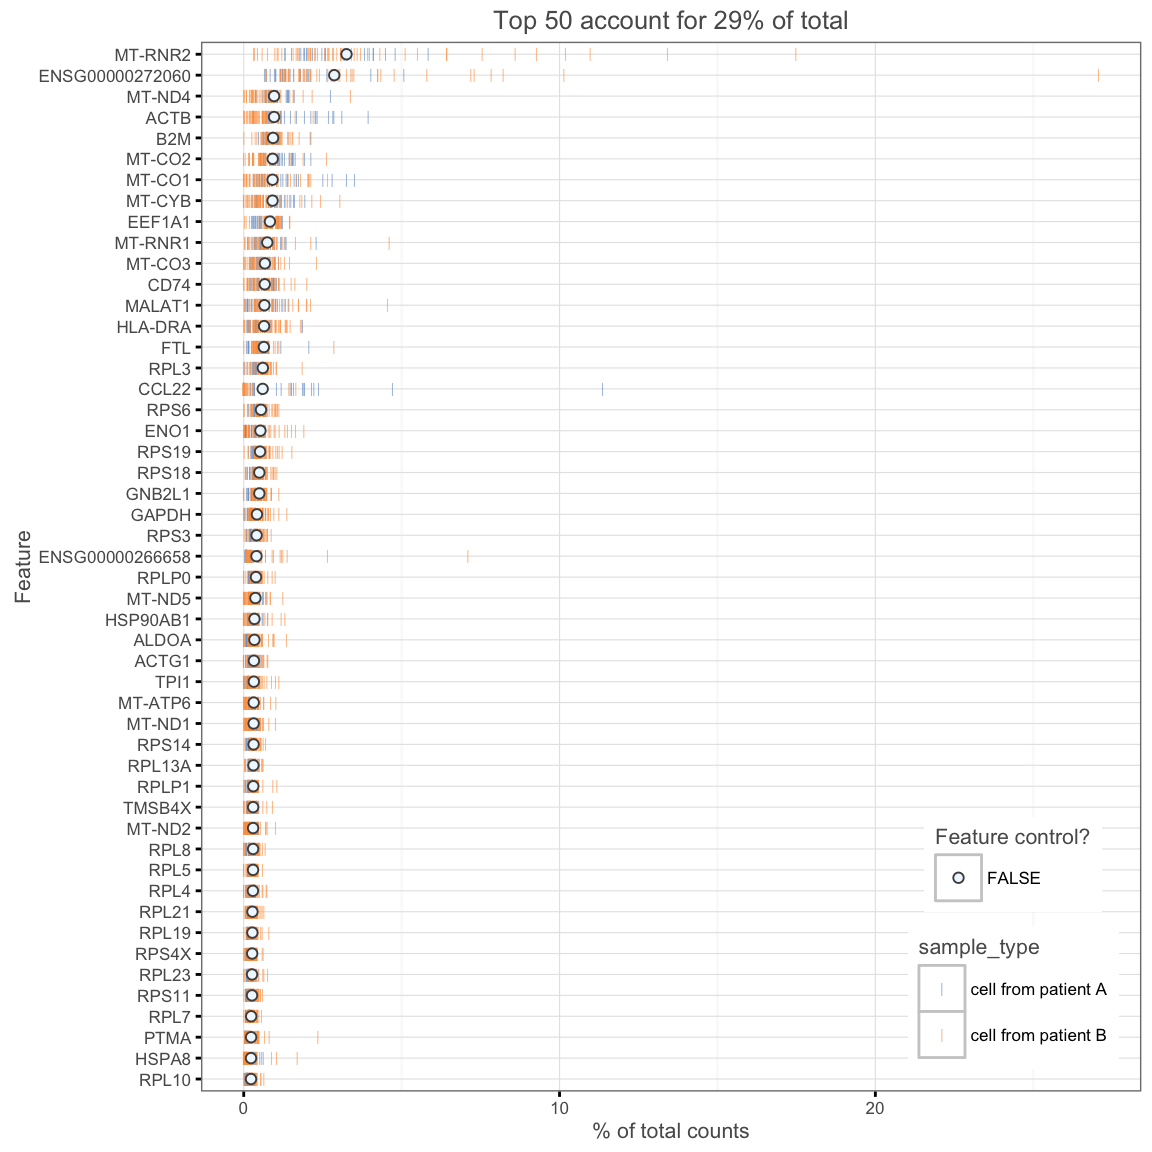 Top 50 account for 29% of total
Feature
MT-RNR2
ENSG00000272060
MT-ND4
ACTB
B2M
MT-CO2
MT-CO1
MT-CYB
EEF1A1
MT-RNR1
MT-CO3
CD74
MALAT1
HLA-DRA
FTL
RPL3
CCL22
RPS6
ENO1
RPS19
RPS18
GNB2L1
GAPDH
RPS3
ENSG00000266658
RPLP0
MT-ND5
HSP90AB1
ALDOA
ACTG1
TPI1
MT-ATP6
MT-ND1
RPS14
RPL13A
RPLP1
TMSB4X
MT-ND2
RPL8
RPL5
RPL4
RPL21
RPL19
RPS4X
RPL23
RPS11
RPL7
PTMA
HSPA8
RPL10
Feature control?
FALSE
sample_type
cell from patient A
cell from patient B
0 10 20
% of total counts